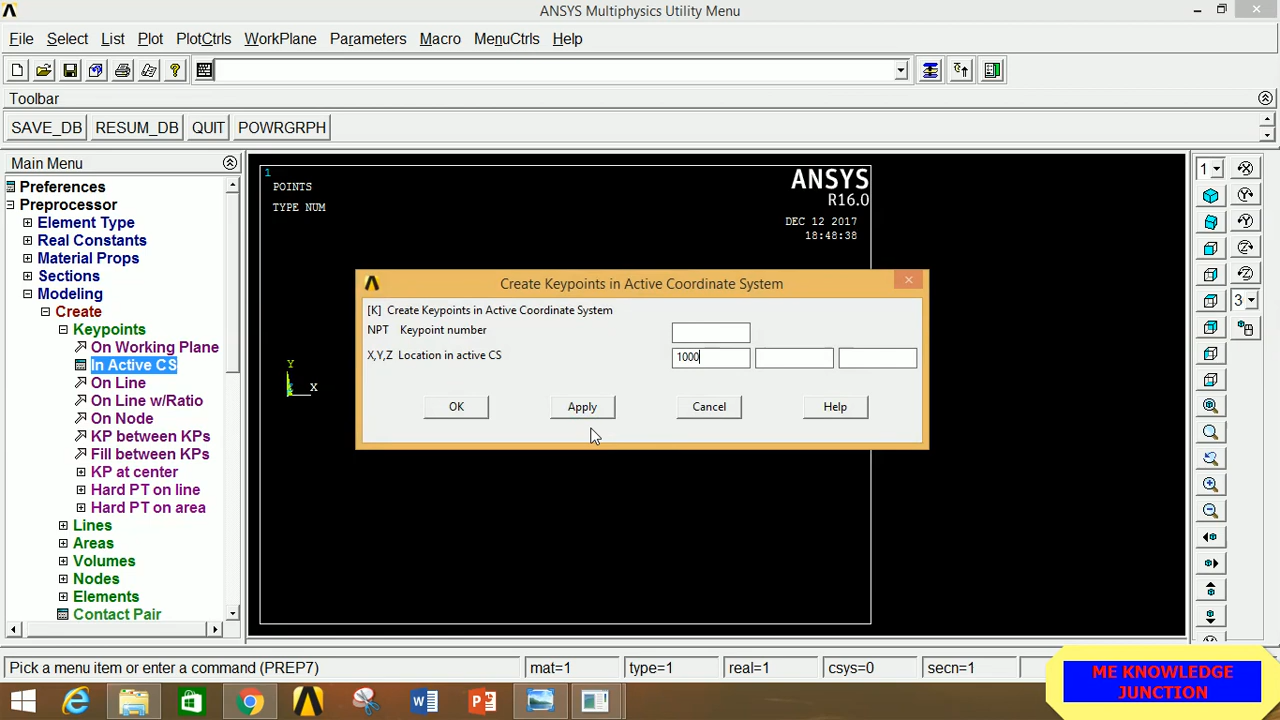 ANSYS Multiphysics Utility Menu
File Select List Plot PlotCtrls WorkPlane Parameters Macro MenuCtrls Help
Toolbar
SAVE_DB RESUM_DB QUIT POWRGRPH
Main Menu
Preferences
Preprocessor
Element Type
Real Constants
Material Props
Sections
Modeling
Create
Keypoints
On Working Plane
In Active CS
On Line
On Line w/Ratio
On Node
KP between KPs
Fill between KPs
KP at center
Hard PT on line
Hard PT on area
Lines
Areas
Volumes
Nodes
Elements
Contact Pair
1
POINTS
TYPE NUM
ANSYS
R16.0
DEC 12 2017
18:48:38
Y
X
Create Keypoints in Active Coordinate System
[K] Create Keypoints in Active Coordinate System
NPT Keypoint number
X,Y,Z Location in active CS 1000
OK Apply Cancel Help
1
3
Pick a menu item or enter a command (PREP7) mat=1 type=1 real=1 csys=0 secn=1
ME KNOWLEDGE
JUNCTION